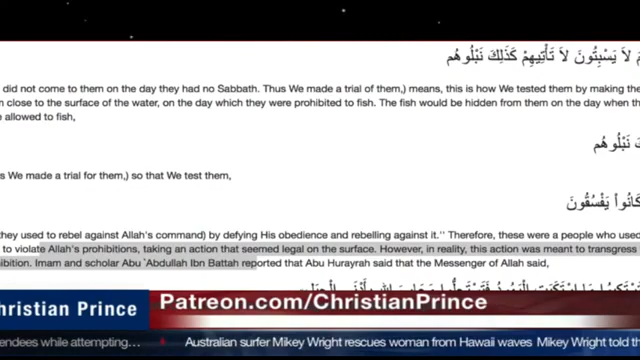 لاَ يَسْبِتُونَ لاَ تَأْتِيهِمْ كَذَلِكَ نَبْلُوهُم
did not come to them on the day they had no Sabbath. Thus We made a trial of them,) means, this is how We tested them by making the
close to the surface of the water, on the day which they were prohibited to fish. The fish would be hidden from them on the day when
allowed to fish,
نَبْلُوهُم
We made a trial for them,) so that We test them,
كَانُواْ يَفْسُقُونَ
they used to rebel against Allah's command) by defying His obedience and rebelling against it." Therefore, these were a people who used
to violate Allah's prohibitions, taking an action that seemed legal on the surface. However, in reality, this action was meant to transgress
Imam and scholar Abu `Abdullah Ibn Battah reported that Abu Hurayrah said that the Messenger of Allah said,
Christian Prince
Patreon.com/ChristianPrince
while attempting... Australian surfer Mikey Wright rescues woman from Hawaii waves Mikey Wright told